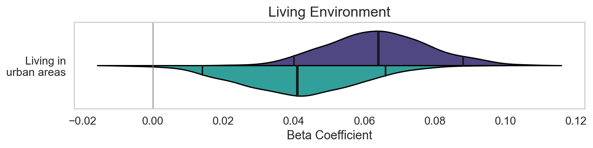 Living Environment
Living in
urban areas
−0.02 0.00 0.02 0.04 0.06 0.08 0.10 0.12
Beta Coefficient